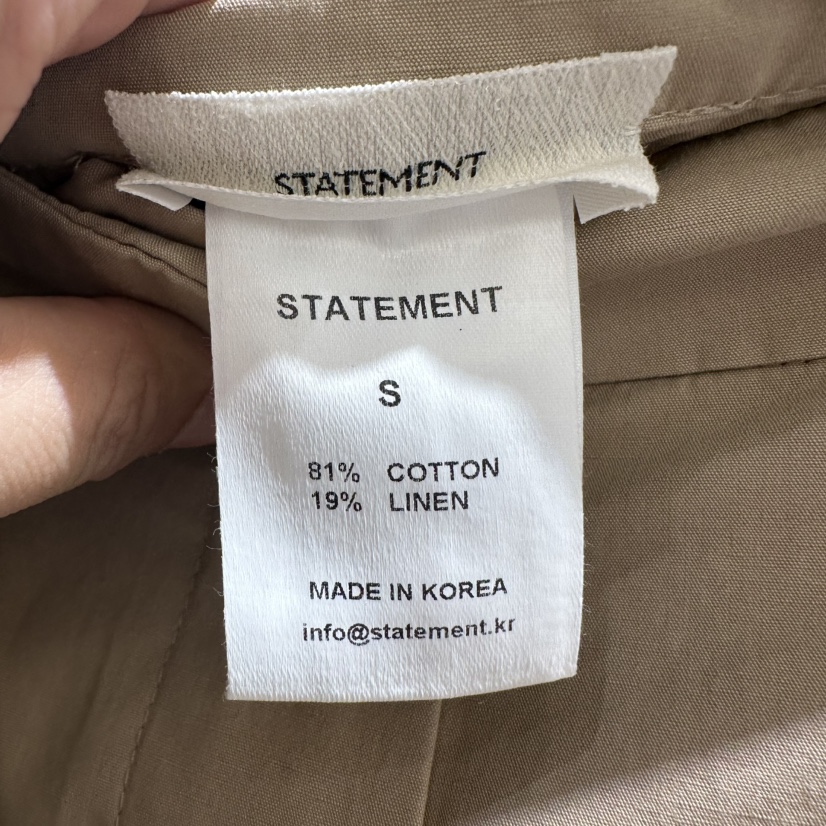 STATEMENT
STATEMENT
S
81% COTTON
19% LINEN
MADE IN KOREA
info@statement.kr